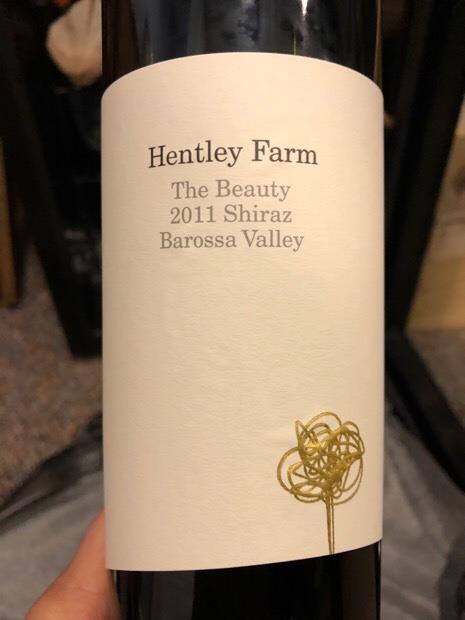 Hentley Farm
The Beauty
2011 Shiraz
Barossa Valley